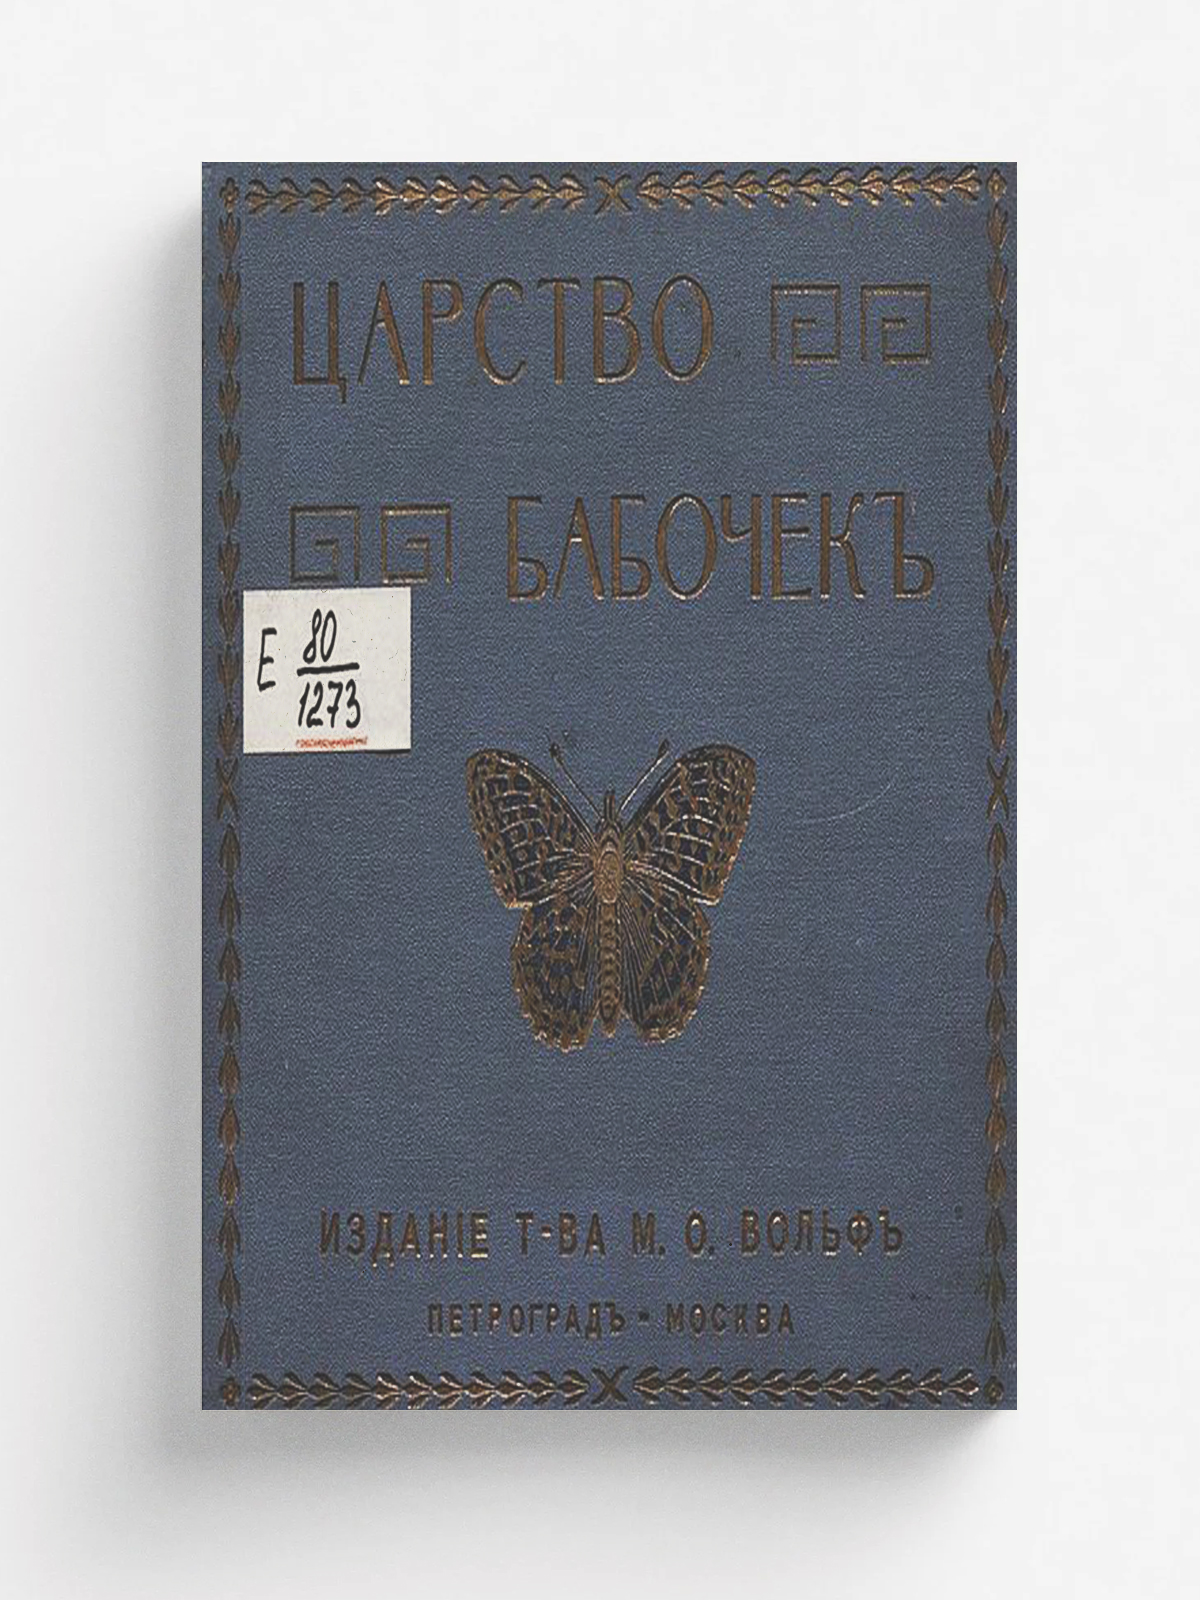 ЦАРСТВО
БАБОЧЕКЪ
Е 80
1273
ИЗДАНІЕ Т-ВА М. О. ВОЛЬФЪ
ПЕТРОГРАДЪ - МОСКВА